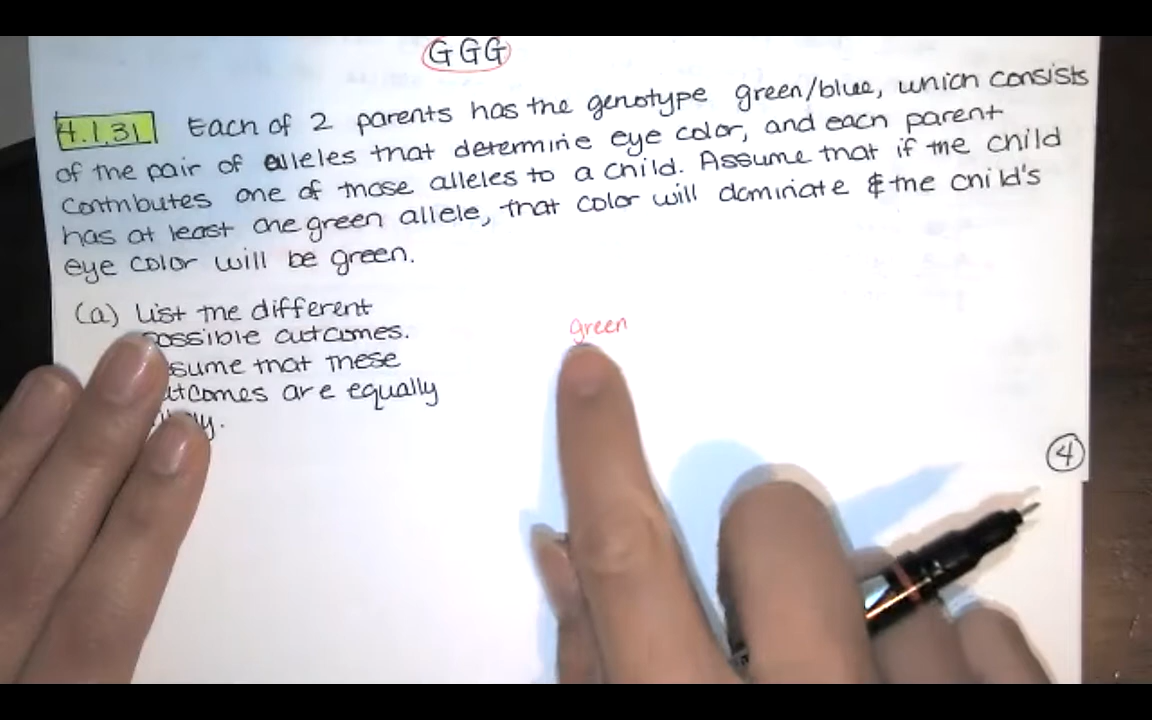 GGG
4.1.31 Each of 2 parents has the genotype green/blue, which consists
of the pair of alleles that determine eye color, and each parent
contributes one of those alleles to a child. Assume that if the child
has at least one green allele, that color will dominate & the child's
eye color will be green.
(a) List the different
possible outcomes.
sume that these
utcomes are equally
ly.
green
4